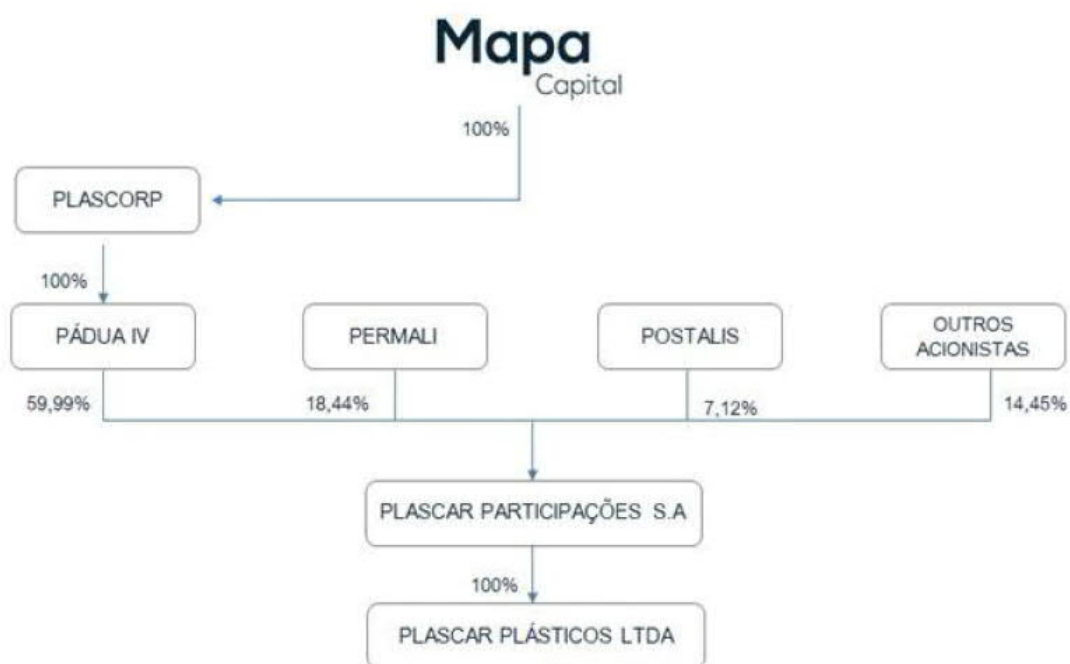 Mapa
Capital
100%
PLASCORP
100%
PÁDUA IV
PERMALI
POSTALIS
OUTROS
ACIONISTAS
59,99%
18,44%
7,12%
14,45%
PLASCAR PARTICIPAÇÕES S.A
100%
PLASCAR PLÁSTICOS LTDA